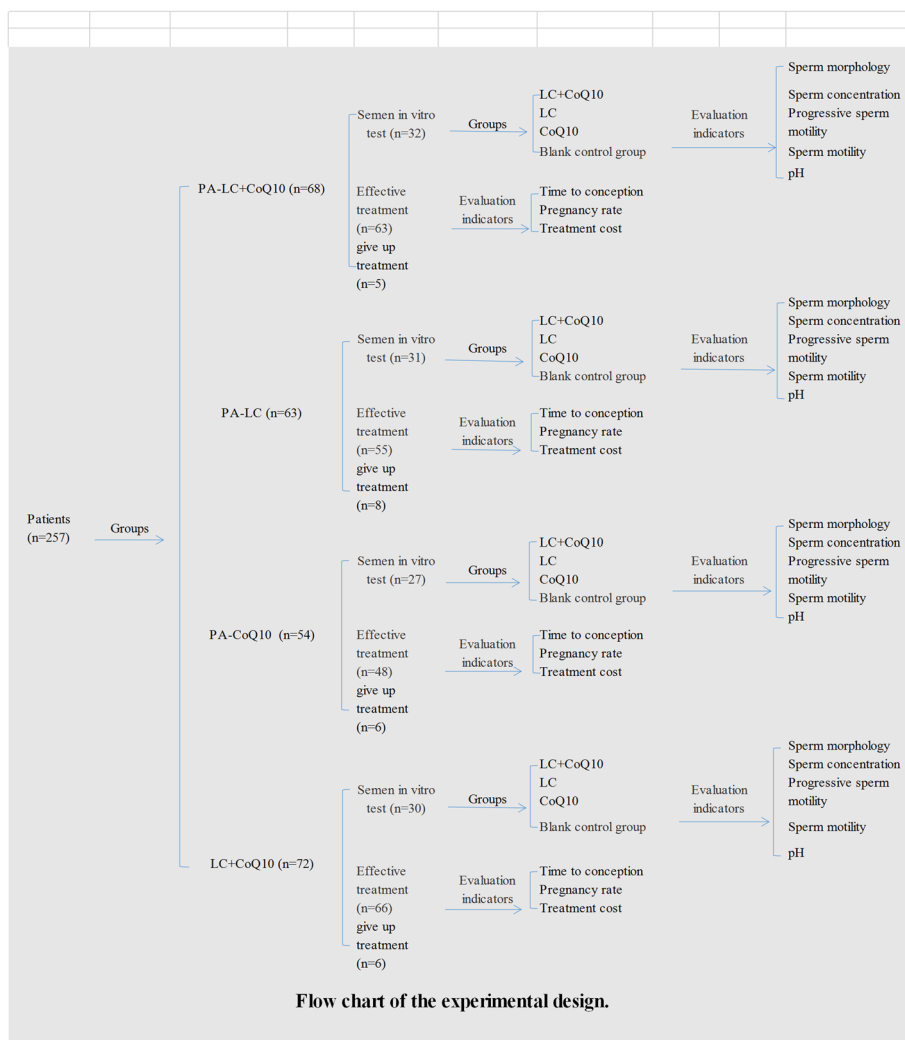 Patients
(n=257)
Groups
PA-LC+CoQ10 (n=68)
Semen in vitro
test (n=32)
Groups
LC+CoQ10
LC
CoQ10
Blank control group
Evaluation
indicators
Sperm morphology
Sperm concentration
Progressive sperm
motility
Sperm motility
pH
Effective
treatment
(n=63)
give up
treatment
(n=5)
Evaluation
indicators
Time to conception
Pregnancy rate
Treatment cost
PA-LC (n=63)
Semen in vitro
test (n=31)
Groups
LC+CoQ10
LC
CoQ10
Blank control group
Evaluation
indicators
Sperm morphology
Sperm concentration
Progressive sperm
motility
Sperm motility
pH
Effective
treatment
(n=55)
give up
treatment
(n=8)
Evaluation
indicators
Time to conception
Pregnancy rate
Treatment cost
PA-CoQ10 (n=54)
Semen in vitro
test (n=27)
Groups
LC+CoQ10
LC
CoQ10
Blank control group
Evaluation
indicators
Sperm morphology
Sperm concentration
Progressive sperm
motility
Sperm motility
pH
Effective
treatment
(n=48)
give up
treatment
(n=6)
Evaluation
indicators
Time to conception
Pregnancy rate
Treatment cost
LC+CoQ10 (n=72)
Semen in vitro
test (n=30)
Groups
LC+CoQ10
LC
CoQ10
Blank control group
Evaluation
indicators
Sperm morphology
Sperm concentration
Progressive sperm
motility
Sperm motility
pH
Effective
treatment
(n=66)
give up
treatment
(n=6)
Evaluation
indicators
Time to conception
Pregnancy rate
Treatment cost
Flow chart of the experimental design.